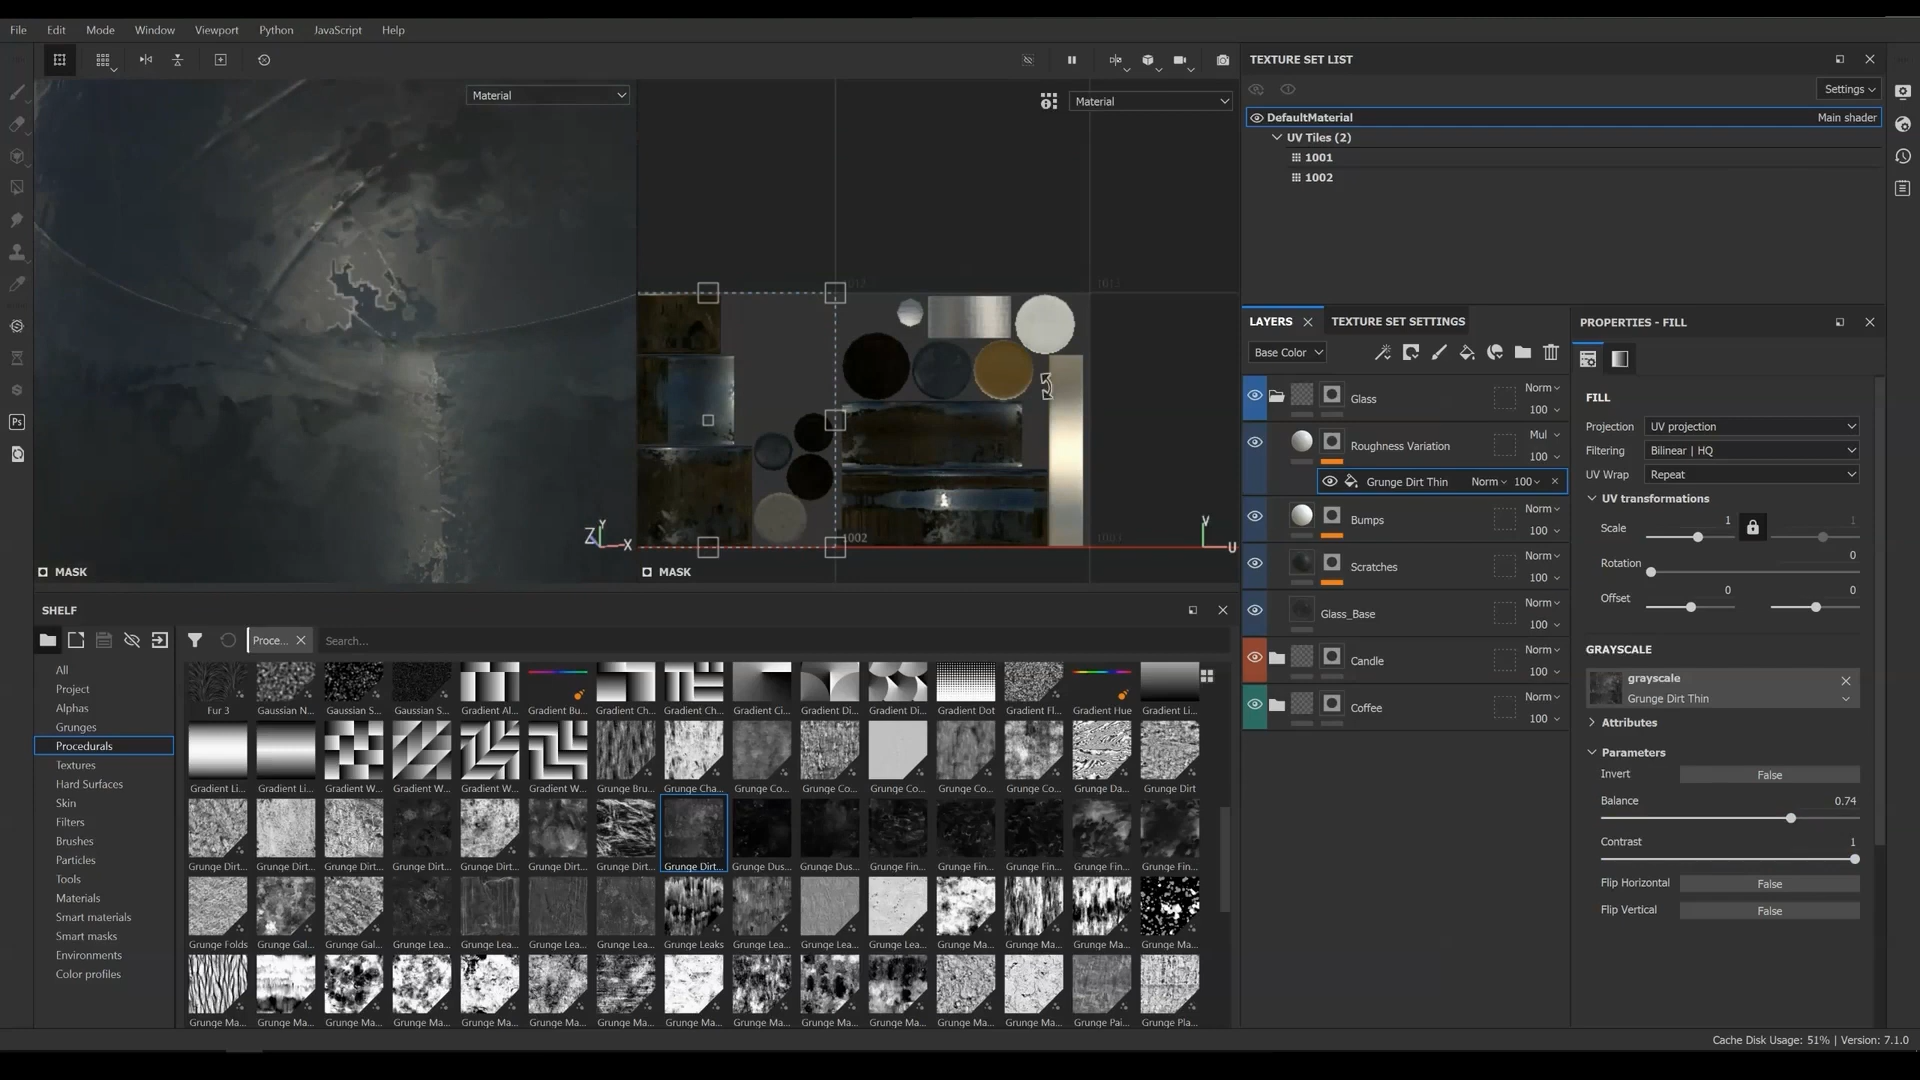 File Edit Mode Window Viewport Python JavaScript Help
Material
Material
Z Y X
V U
1002
MASK
MASK
TEXTURE SET LIST
Settings
DefaultMaterial Main shader
UV Tiles (2)
1001
1002
LAYERS TEXTURE SET SETTINGS
Base Color
Glass Norm 100
Roughness Variation Mul 100
Grunge Dirt Thin Norm 100
Bumps Norm 100
Scratches Norm 100
Glass_Base Norm 100
Candle Norm 100
Coffee Norm 100
PROPERTIES - FILL
FILL
Projection UV projection
Filtering Bilinear | HQ
UV Wrap Repeat
UV transformations
Scale 1 1
Rotation 0
Offset 0 0
GRAYSCALE
grayscale
Grunge Dirt Thin
Attributes
Parameters
Invert False
Balance 0.74
Contrast 1
Flip Horizontal False
Flip Vertical False
Ps
SHELF
Proce... Search...
All
Project
Alphas
Grunges
Procedurals
Textures
Hard Surfaces
Skin
Filters
Brushes
Particles
Tools
Materials
Smart materials
Smart masks
Environments
Color profiles
Fur 3 Gaussian N... Gaussian S... Gaussian S... Gradient Al... Gradient Bu... Gradient Ch... Gradient Ch... Gradient Ci... Gradient Di... Gradient Di... Gradient Dot Gradient Fl... Gradient Hue Gradient Li...
Gradient Li... Gradient Li... Gradient W... Gradient W... Gradient W... Gradient W... Grunge Bru... Grunge Cha... Grunge Co... Grunge Co... Grunge Co... Grunge Co... Grunge Co... Grunge Da... Grunge Dirt
Grunge Dirt... Grunge Dirt... Grunge Dirt... Grunge Dirt... Grunge Dirt... Grunge Dirt... Grunge Dirt... Grunge Dirt... Grunge Dus... Grunge Dus... Grunge Fin... Grunge Fin... Grunge Fin... Grunge Fin... Grunge Fin...
Grunge Folds Grunge Gal... Grunge Gal... Grunge Lea... Grunge Lea... Grunge Lea... Grunge Lea... Grunge Leaks Grunge Lea... Grunge Lea... Grunge Lea... Grunge Ma... Grunge Ma... Grunge Ma... Grunge Ma...
Grunge Ma... Grunge Ma... Grunge Ma... Grunge Ma... Grunge Ma... Grunge Ma... Grunge Ma... Grunge Ma... Grunge Ma... Grunge Ma... Grunge Ma... Grunge Ma... Grunge Ma... Grunge Pai... Grunge Pla...
Cache Disk Usage: 51% | Version: 7.1.0